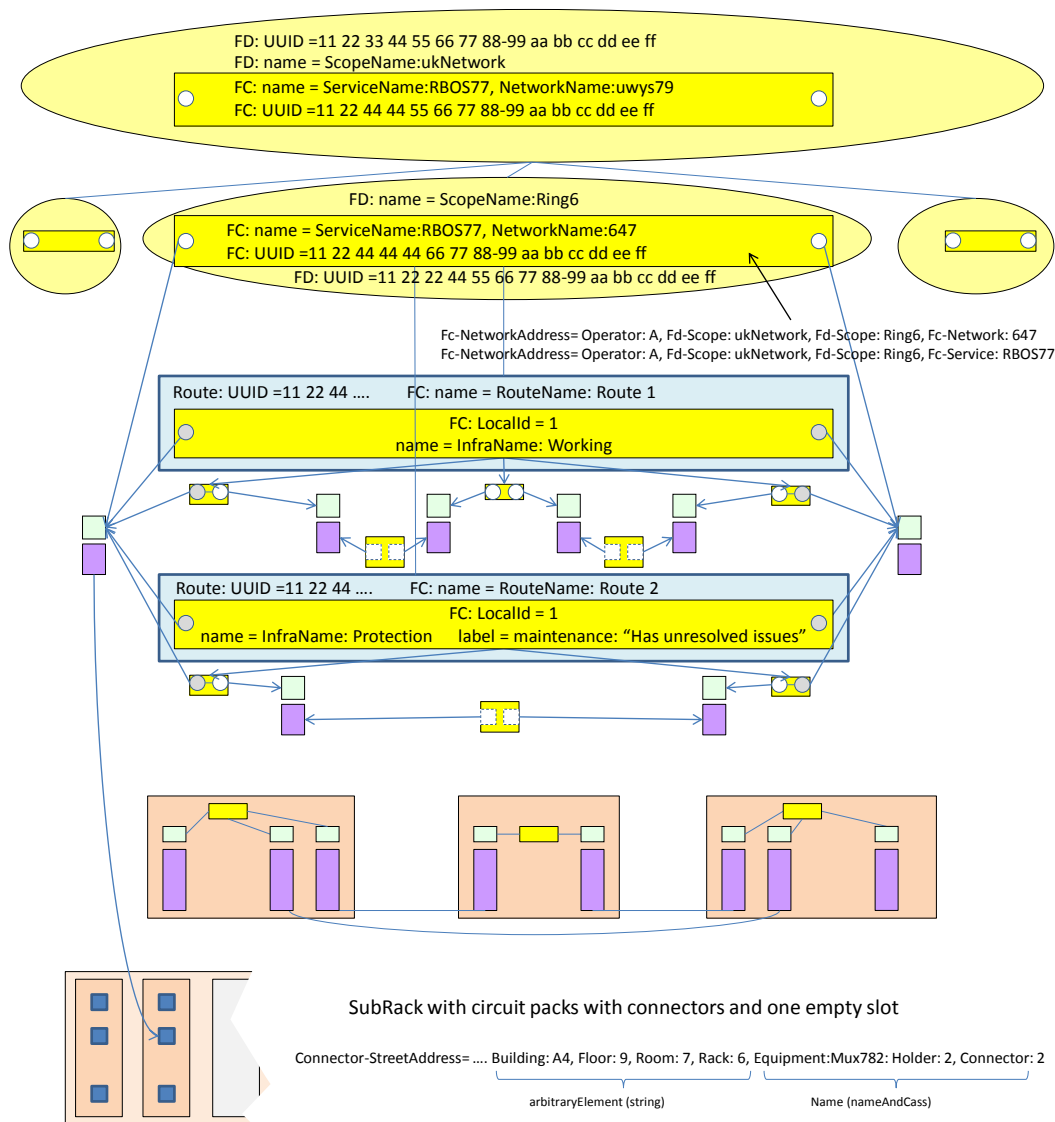 FD: UUID =11 22 33 44 55 66 77 88-99 aa bb cc dd ee ff
FD: name = ScopeName:ukNetwork
FC: name = ServiceName:RBOS77, NetworkName:uwys79
FC: UUID =11 22 44 44 55 66 77 88-99 aa bb cc dd ee ff
FD: name = ScopeName:Ring6
FC: name = ServiceName:RBOS77, NetworkName:647
FC: UUID =11 22 44 44 44 66 77 88-99 aa bb cc dd ee ff
FD: UUID =11 22 22 44 55 66 77 88-99 aa bb cc dd ee ff
Fc-NetworkAddress= Operator: A, Fd-Scope: ukNetwork, Fd-Scope: Ring6, Fc-Network: 647
Fc-NetworkAddress= Operator: A, Fd-Scope: ukNetwork, Fd-Scope: Ring6, Fc-Service: RBOS77
Route: UUID =11 22 44 .... FC: name = RouteName: Route 1
FC: LocalId = 1
name = InfraName: Working
Route: UUID =11 22 44 .... FC: name = RouteName: Route 2
FC: LocalId = 1
name = InfraName: Protection label = maintenance: “Has unresolved issues”
SubRack with circuit packs with connectors and one empty slot
Connector-StreetAddress= .... Building: A4, Floor: 9, Room: 7, Rack: 6, Equipment:Mux782: Holder: 2, Connector: 2
arbitraryElement (string) Name (nameAndCass)